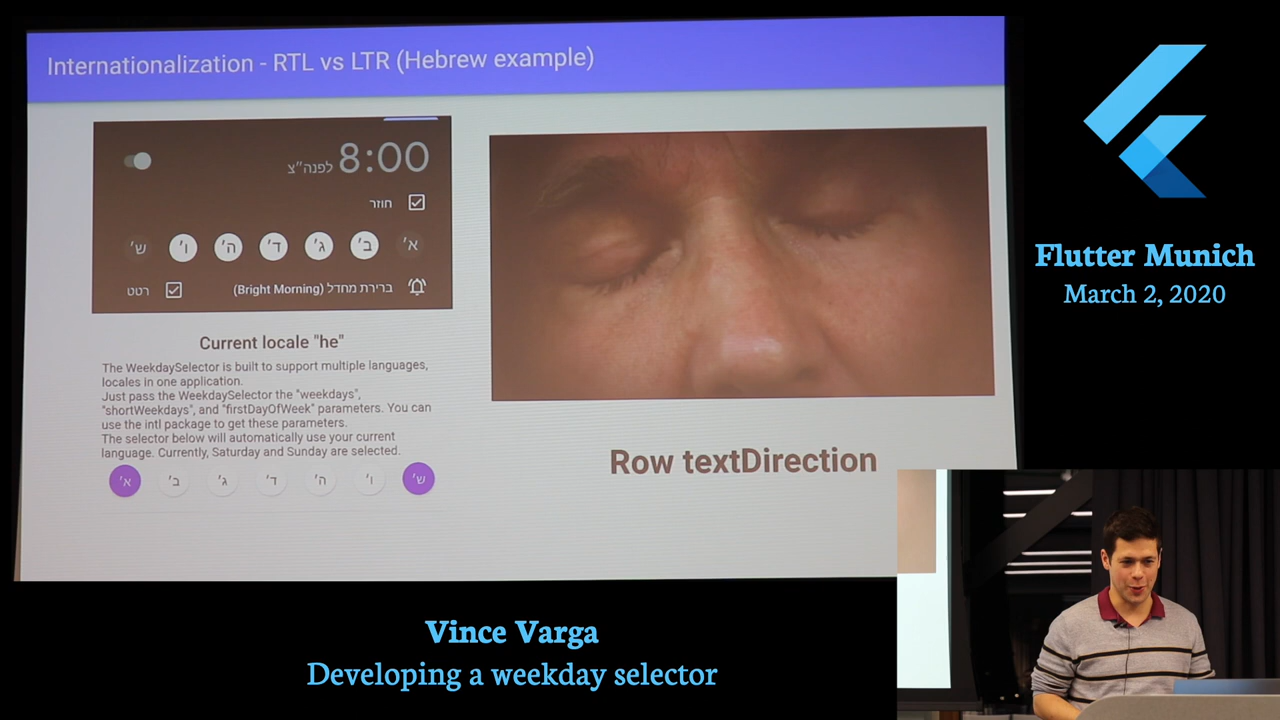 Internationalization - RTL vs LTR (Hebrew example)
8:00 לפנה״צ
חוזר
א׳ ב׳ ג׳ ד׳ ה׳ ו׳ ש׳
ברירת מחדל (Bright Morning) רטט
Current locale "he"
The WeekdaySelector is built to support multiple languages,
locales in one application.
Just pass the WeekdaySelector the "weekdays",
"shortWeekdays", and "firstDayOfWeek" parameters. You can
use the intl package to get these parameters.
The selector below will automatically use your current
language. Currently, Saturday and Sunday are selected.
א׳ ב׳ ג׳ ד׳ ה׳ ו׳ ש׳
Row textDirection
Flutter Munich
March 2, 2020
Vince Varga
Developing a weekday selector